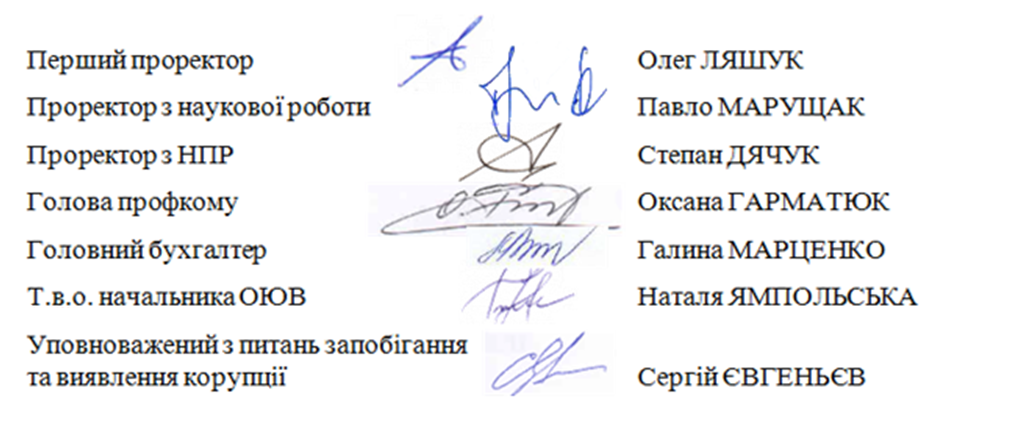 Перший проректор Олег ЛЯШУК
Проректор з наукової роботи Павло МАРУЩАК
Проректор з НПР Степан ДЯЧУК
Голова профкому Оксана ГАРМАТЮК
Головний бухгалтер Галина МАРЦЕНКО
Т.в.о. начальника ОЮВ Наталя ЯМПОЛЬСЬКА
Уповноважений з питань запобігання
та виявлення корупції Сергій ЄВГЕНЬЄВ